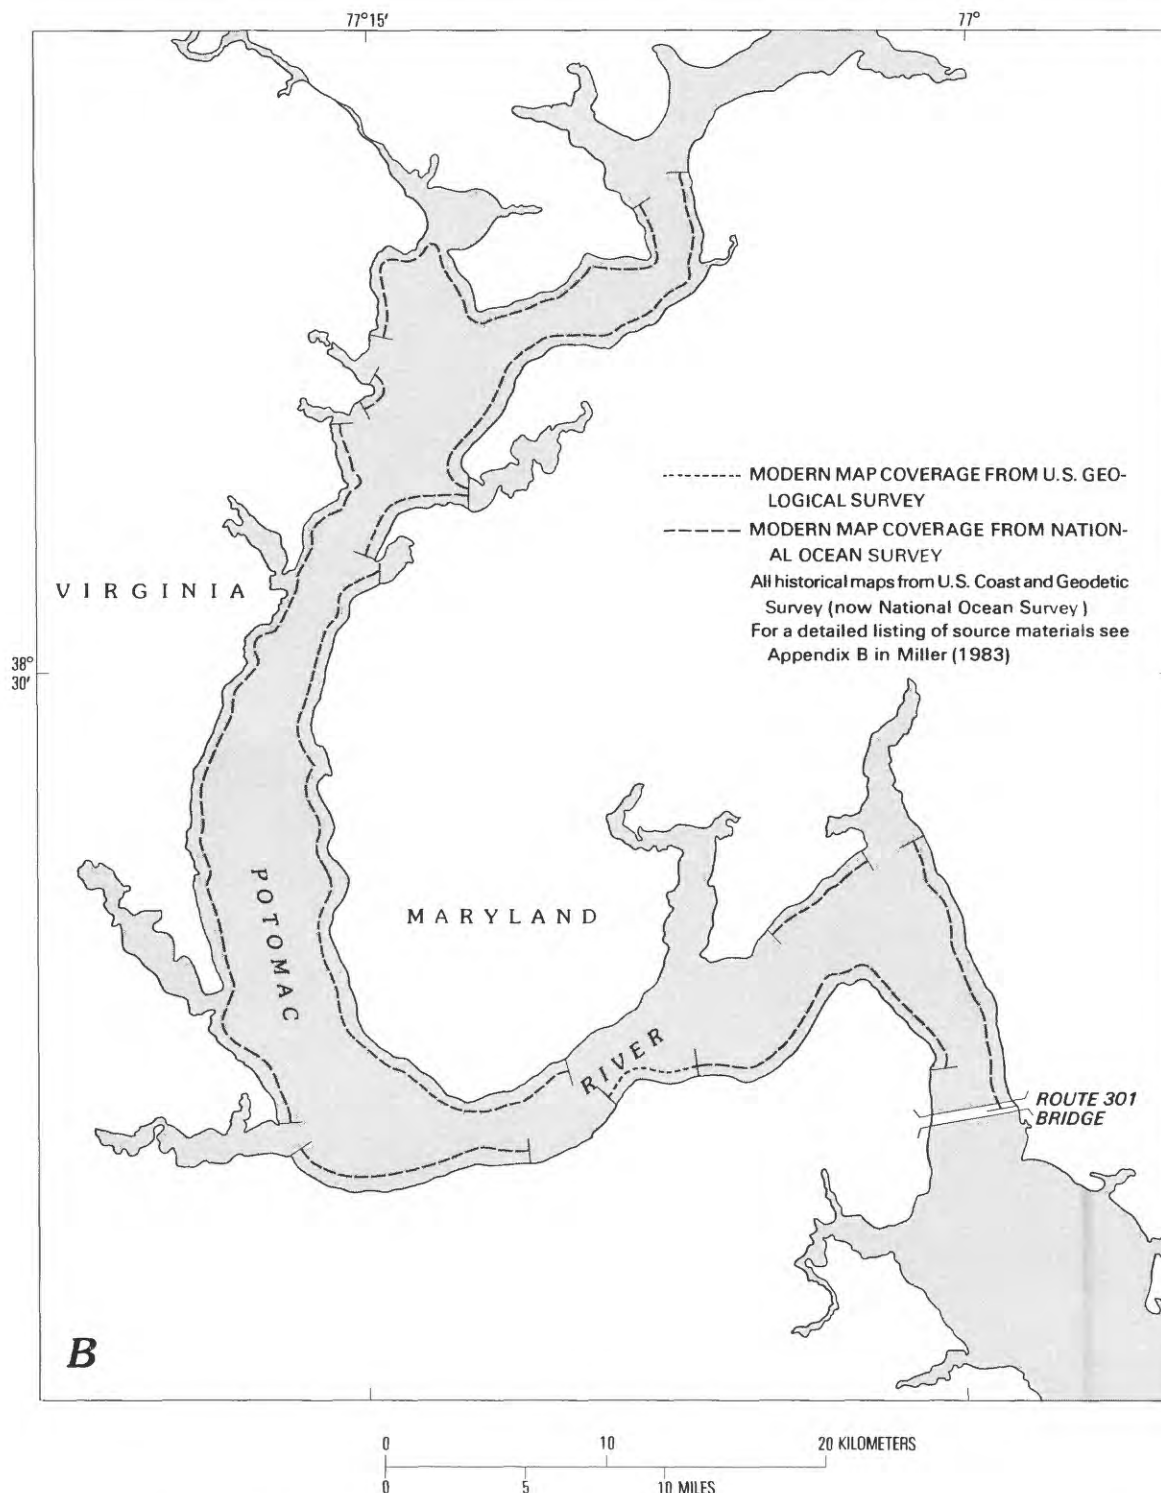 77°15′
77°
MODERN MAP COVERAGE FROM U.S. GEO-
LOGICAL SURVEY
MODERN MAP COVERAGE FROM NATION-
AL OCEAN SURVEY
All historical maps from U.S. Coast and Geodetic
Survey (now National Ocean Survey)
For a detailed listing of source materials see
Appendix B in Miller (1983)
VIRGINIA
38°
30′
POTOMAC
MARYLAND
RIVER
ROUTE 301
BRIDGE
B
0 10 20 KILOMETERS
0 5 10 MILES